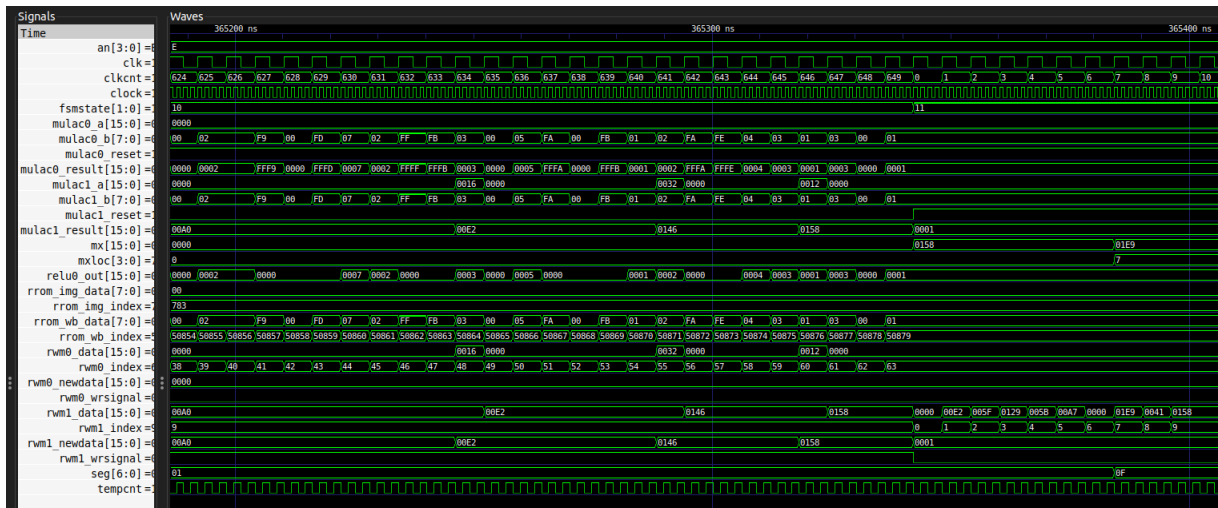 Signals Waves
Time 365200 ns 365300 ns 365400 ns
an[3:0] = E
clk=
clkcnt= 624 625 626 627 628 629 630 631 632 633 634 635 636 637 638 639 640 641 642 643 644 645 646 647 648 649 0 1 2 3 4 5 6 7 8 9 10
clock=
fsmstate[1:0] = 10 11
mulac0_a[15:0] = 0000
mulac0_b[7:0] = 00 02 F9 00 FD 07 02 FF FB 03 00 05 FA 00 FB 01 02 FA FE 04 03 01 03 00 01
mulac0_reset=
mulac0_result[15:0] = 0000 0002 FFF9 0000 FFFD 0007 0002 FFFF FFFB 0003 0000 0005 FFFA 0000 FFFB 0001 0002 FFFA FFFE 0004 0003 0001 0003 0000 0001
mulac1_a[15:0] = 0000 0016 0000 0032 0000 0012 0000
mulac1_b[7:0] = 00 02 F9 00 FD 07 02 FF FB 03 00 05 FA 00 FB 01 02 FA FE 04 03 01 03 00 01
mulac1_reset=
mulac1_result[15:0] = 00A0 00E2 0146 0158 0001
mx[15:0] = 0000 0158 01E9
mxloc[3:0] = 0 7
relu0_out[15:0] = 0000 0002 0000 0007 0002 0000 0003 0000 0005 0000 0001 0002 0000 0004 0003 0001 0003 0000 0001
rrom_img_data[7:0] = 00
rrom_img_index= 783
rrom_wb_data[7:0] = 00 02 F9 00 FD 07 02 FF FB 03 00 05 FA 00 FB 01 02 FA FE 04 03 01 03 00 01
rrom_wb_index= 50854 50855 50856 50857 50858 50859 50860 50861 50862 50863 50864 50865 50866 50867 50868 50869 50870 50871 50872 50873 50874 50875 50876 50877 50878 50879
rwm0_data[15:0] = 0000 0016 0000 0032 0000 0012 0000
rwm0_index= 38 39 40 41 42 43 44 45 46 47 48 49 50 51 52 53 54 55 56 57 58 59 60 61 62 63
rwm0_newdata[15:0] = 0000
rwm0_wrsignal=
rwm1_data[15:0] = 00A0 00E2 0146 0158 0000 00E2 005F 0129 005B 00A7 0000 01E9 0041 0158
rwm1_index= 9 0 1 2 3 4 5 6 7 8 9
rwm1_newdata[15:0] = 00A0 00E2 0146 0158 0001
rwm1_wrsignal=
seg[6:0] = 01 0F
tempcnt=